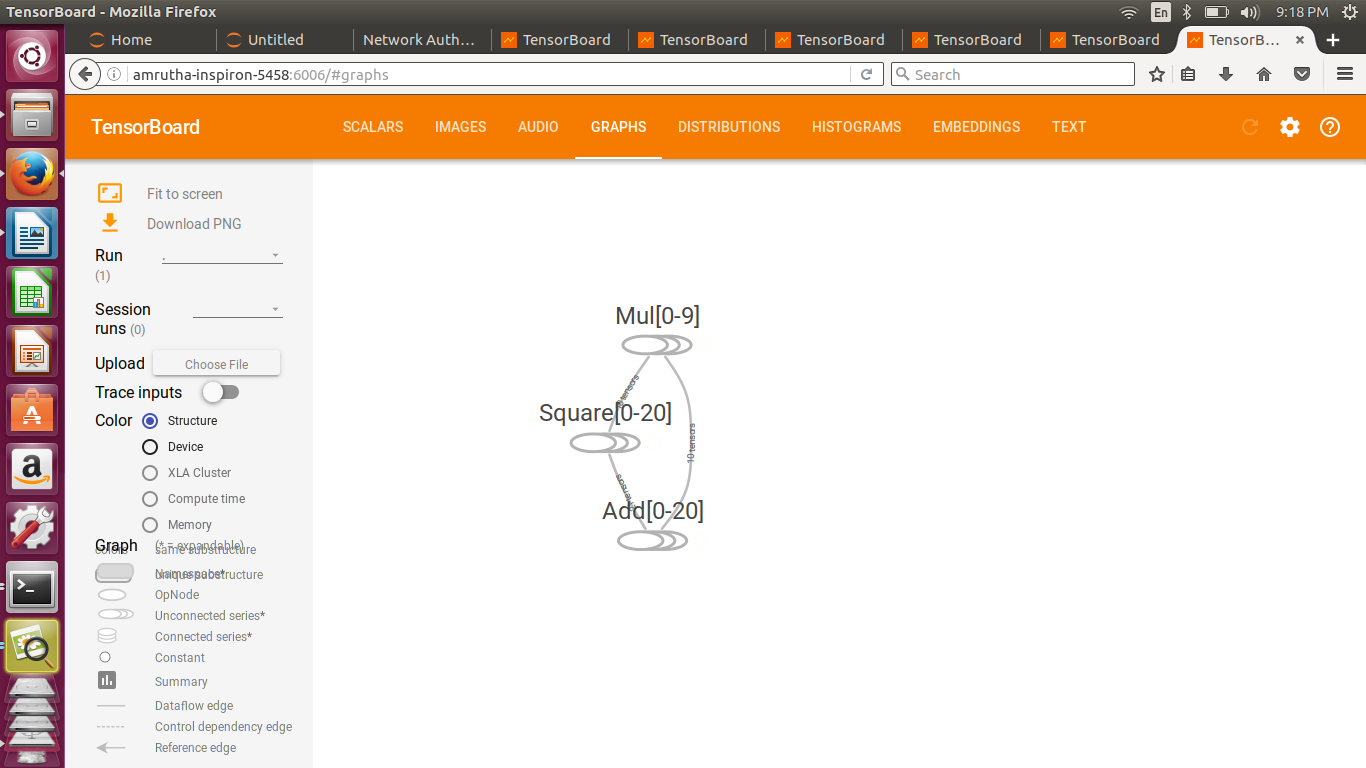 TensorBoard - Mozilla Firefox
En
9:18 PM
Home
Untitled
Network Auth...
TensorBoard
TensorBoard
TensorBoard
TensorBoard
TensorBoard
TensorB...
amrutha-inspiron-5458:6006/#graphs
Search
TensorBoard
SCALARS
IMAGES
AUDIO
GRAPHS
DISTRIBUTIONS
HISTOGRAMS
EMBEDDINGS
TEXT
Fit to screen
Download PNG
Run
(1)
.
Session
runs (0)
Upload
Choose File
Trace inputs
Color
Structure
Device
XLA Cluster
Compute time
Memory
Graph
(* = expandable)
colors
same substructure
Namespace*
unique substructure
OpNode
Unconnected series*
Connected series*
Constant
Summary
Dataflow edge
Control dependency edge
Reference edge
Mul[0-9]
Square[0-20]
10 tensors
Add[0-20]